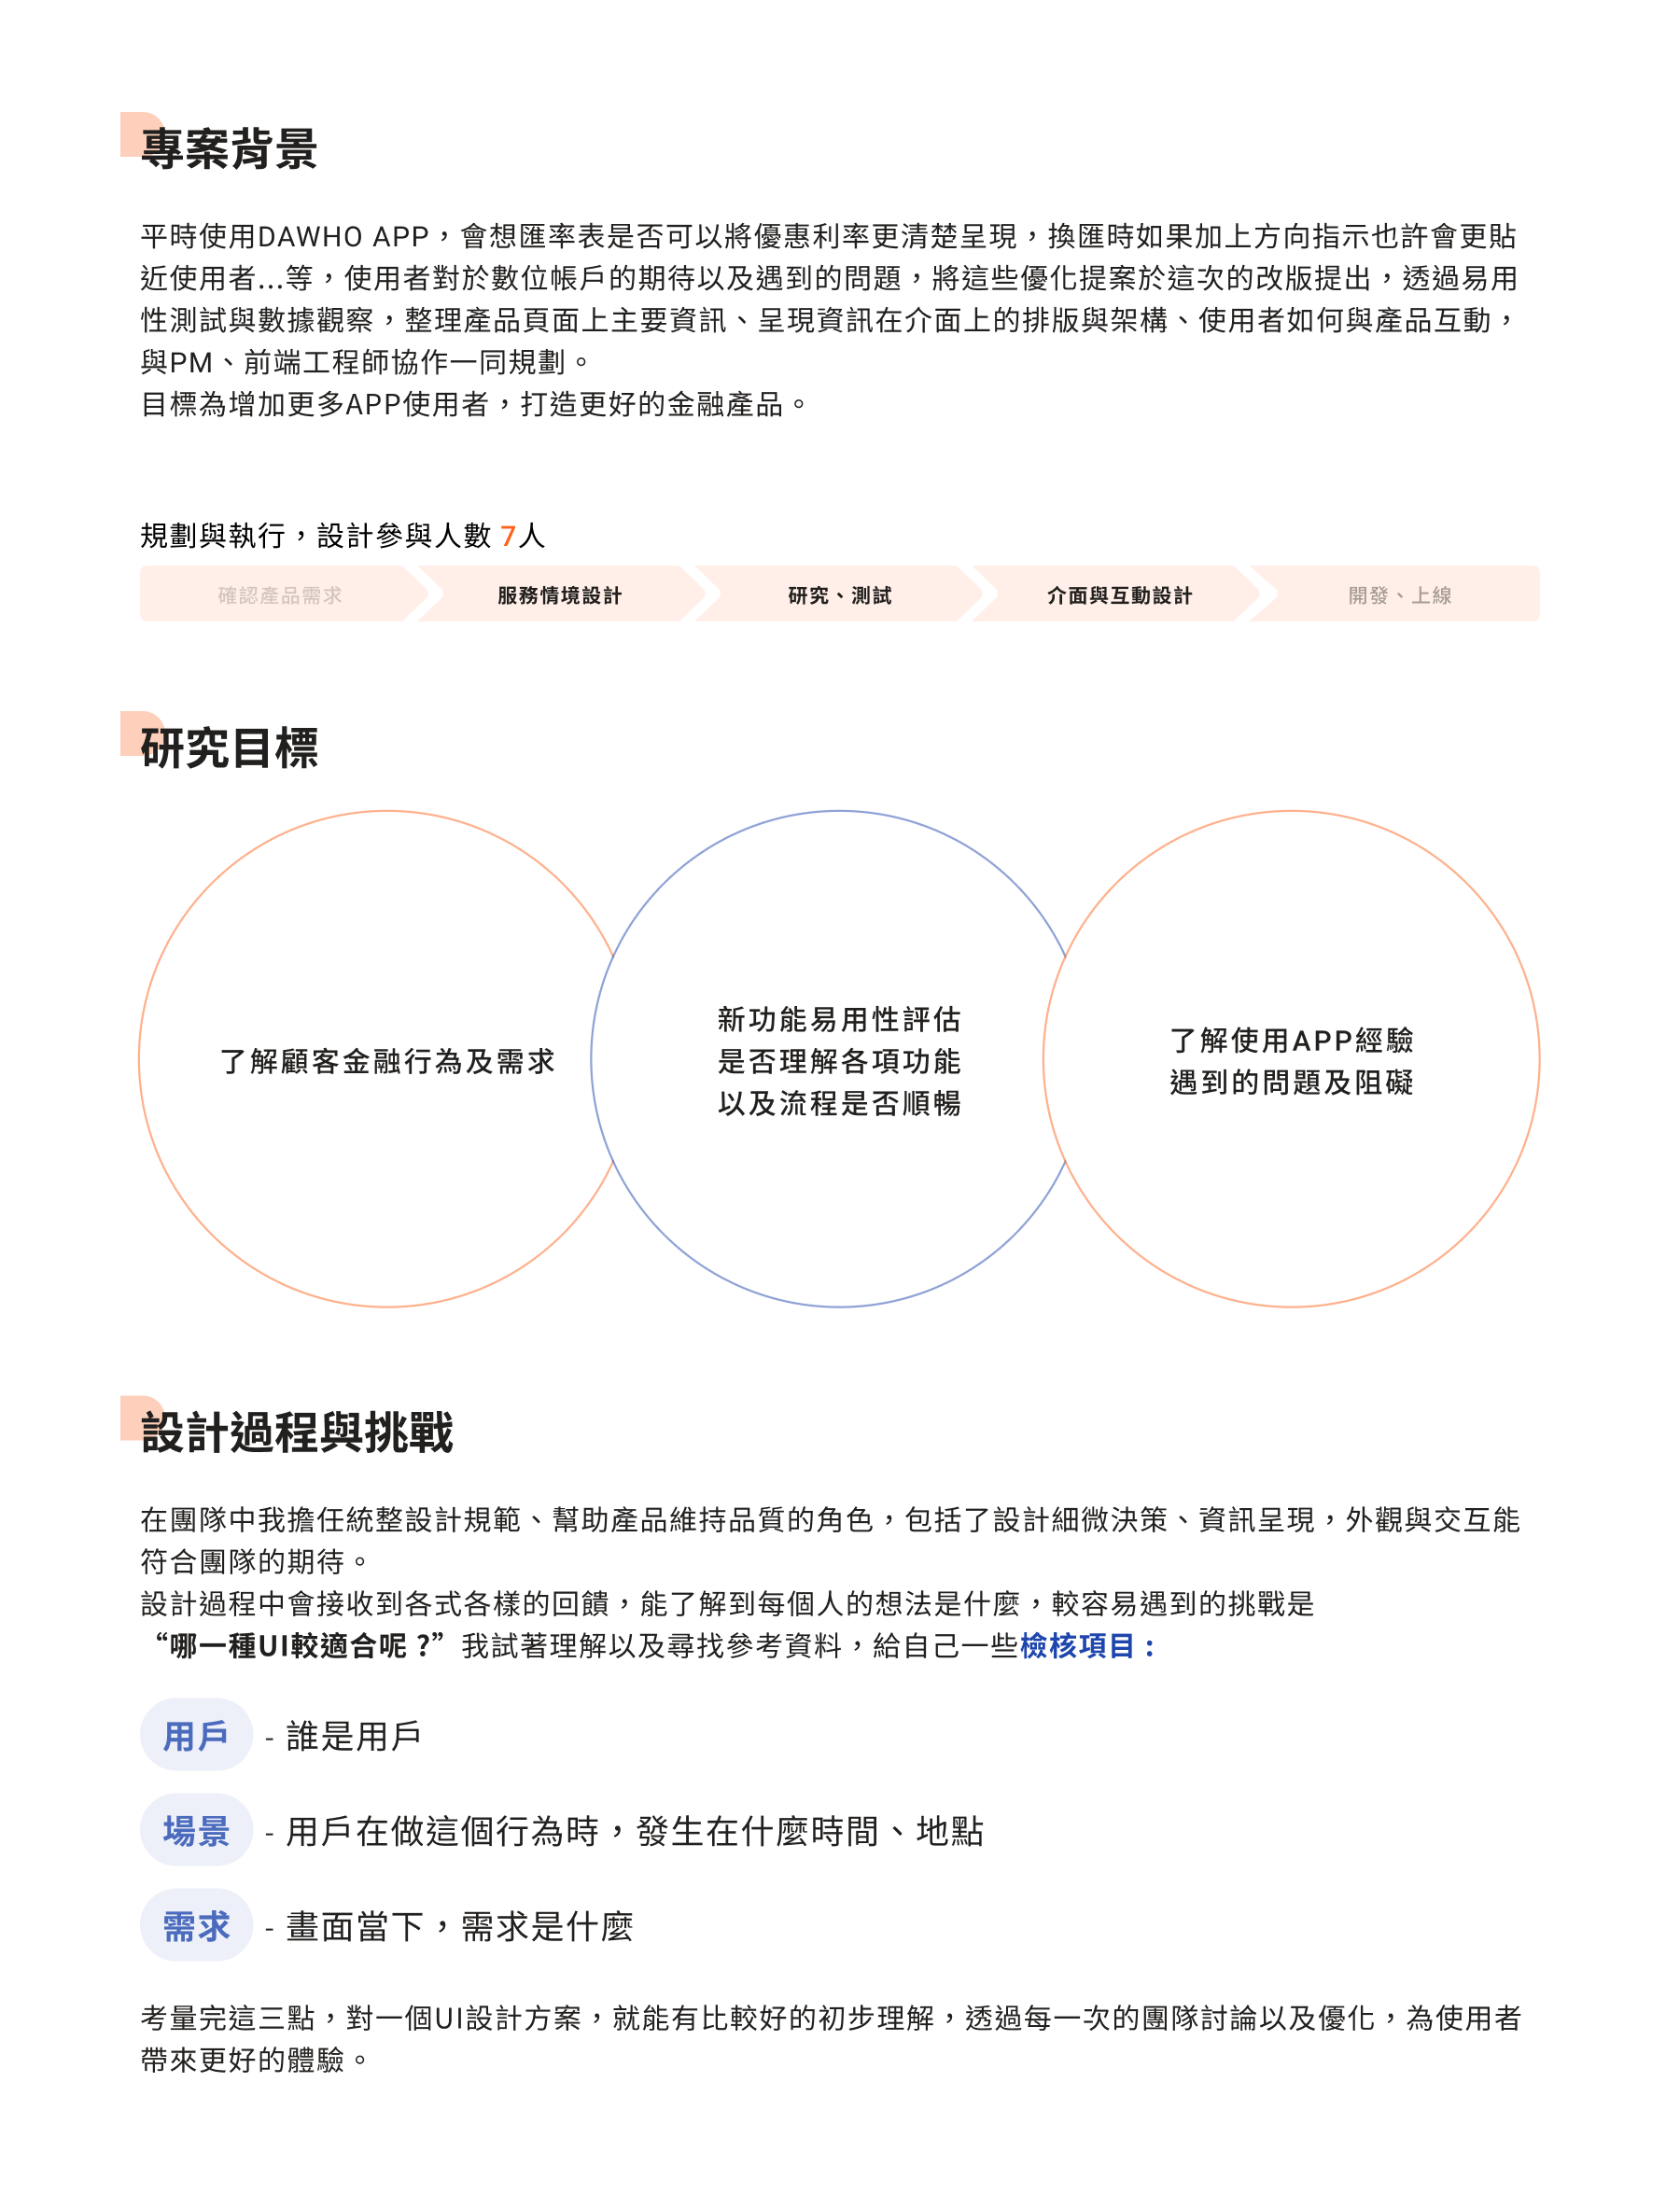 專案背景
平時使用DAWHO APP，會想匯率表是否可以將優惠利率更清楚呈現，換匯時如果加上方向指示也許會更貼
近使用者...等，使用者對於數位帳戶的期待以及遇到的問題，將這些優化提案於這次的改版提出，透過易用
性測試與數據觀察，整理產品頁面上主要資訊、呈現資訊在介面上的排版與架構、使用者如何與產品互動，
與PM、前端工程師協作一同規劃。
目標為增加更多APP使用者，打造更好的金融產品。
規劃與執行，設計參與人數 7人
確認產品需求
服務情境設計
研究、測試
介面與互動設計
開發、上線
研究目標
了解顧客金融行為及需求
新功能易用性評估
是否理解各項功能
以及流程是否順暢
了解使用APP經驗
遇到的問題及阻礙
設計過程與挑戰
在團隊中我擔任統整設計規範、幫助產品維持品質的角色，包括了設計細微決策、資訊呈現，外觀與交互能
符合團隊的期待。
設計過程中會接收到各式各樣的回饋，能了解到每個人的想法是什麼，較容易遇到的挑戰是
“哪一種UI較適合呢？”我試著理解以及尋找參考資料，給自己一些檢核項目：
用戶 - 誰是用戶
場景 - 用戶在做這個行為時，發生在什麼時間、地點
需求 - 畫面當下，需求是什麼
考量完這三點，對一個UI設計方案，就能有比較好的初步理解，透過每一次的團隊討論以及優化，為使用者
帶來更好的體驗。